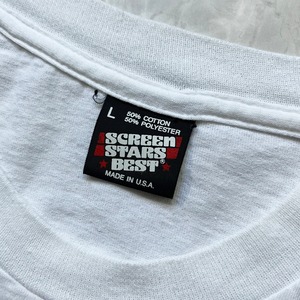 L
50% COTTON
50% POLYESTER
SCREEN
STARS
BEST®
MADE IN U.S.A.